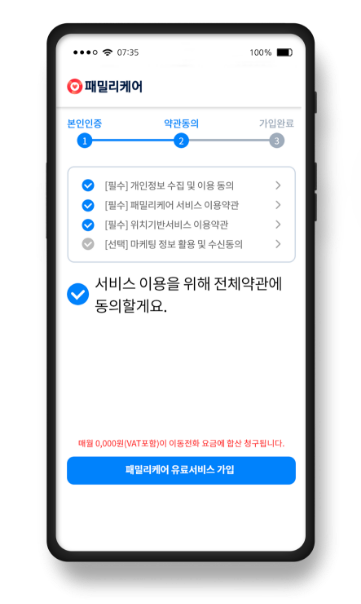 07:35 100%
패밀리케어
본인인증 약관동의 가입완료
1 2 3
[필수] 개인정보 수집 및 이용 동의
[필수] 패밀리케어 서비스 이용약관
[필수] 위치기반서비스 이용약관
[선택] 마케팅 정보 활용 및 수신동의
서비스 이용을 위해 전체약관에
동의할게요.
매월 0,000원(VAT포함)이 이동전화 요금에 합산 청구됩니다.
패밀리케어 유료서비스 가입